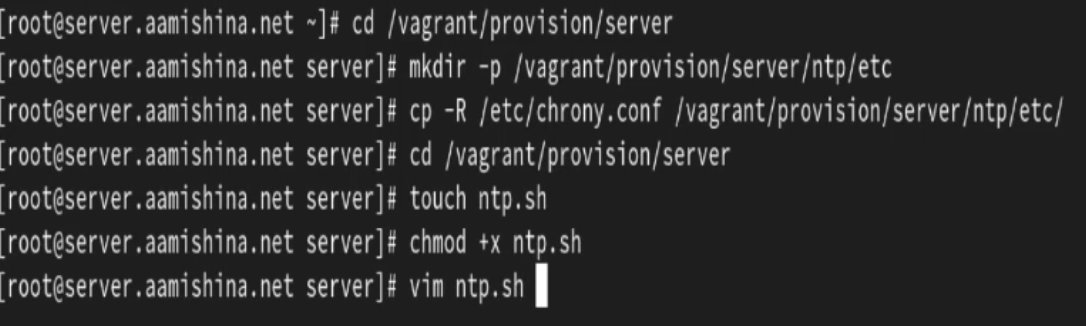 [root@server.aamishina.net ~]# cd /vagrant/provision/server
[root@server.aamishina.net server]# mkdir -p /vagrant/provision/server/ntp/etc
[root@server.aamishina.net server]# cp -R /etc/chrony.conf /vagrant/provision/server/ntp/etc/
[root@server.aamishina.net server]# cd /vagrant/provision/server
[root@server.aamishina.net server]# touch ntp.sh
[root@server.aamishina.net server]# chmod +x ntp.sh
[root@server.aamishina.net server]# vim ntp.sh